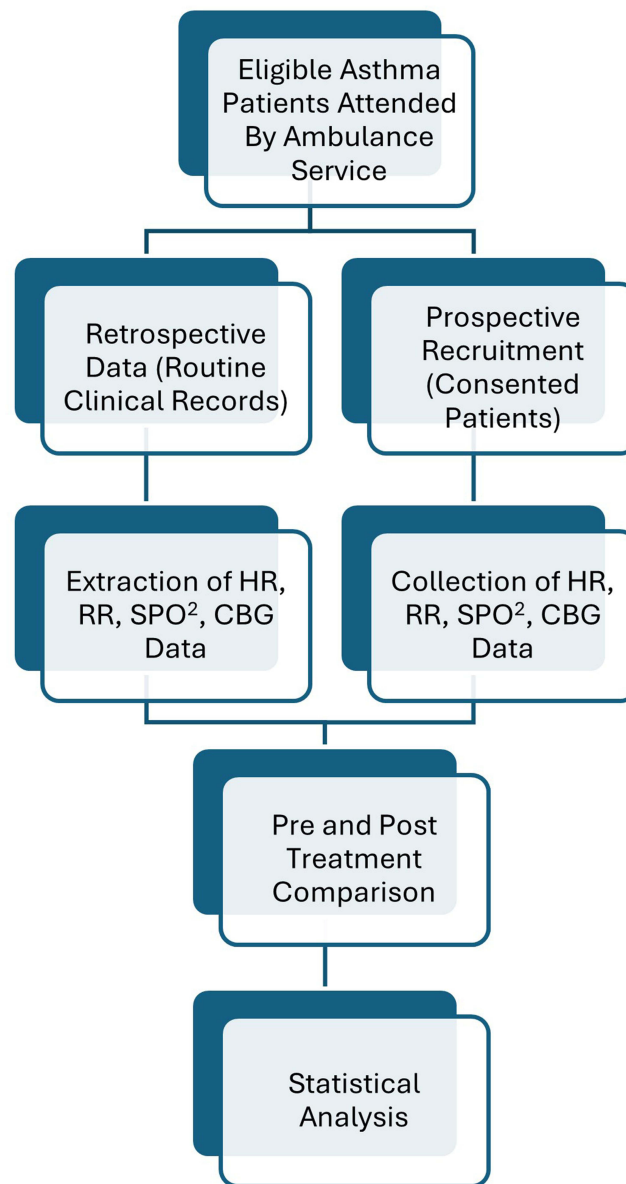 Eligible Asthma
Patients Attended
By Ambulance
Service
Retrospective
Data (Routine
Clinical Records)
Prospective
Recruitment
(Consented
Patients)
Extraction of HR,
RR, SPO², CBG
Data
Collection of HR,
RR, SPO², CBG
Data
Pre and Post
Treatment
Comparison
Statistical
Analysis